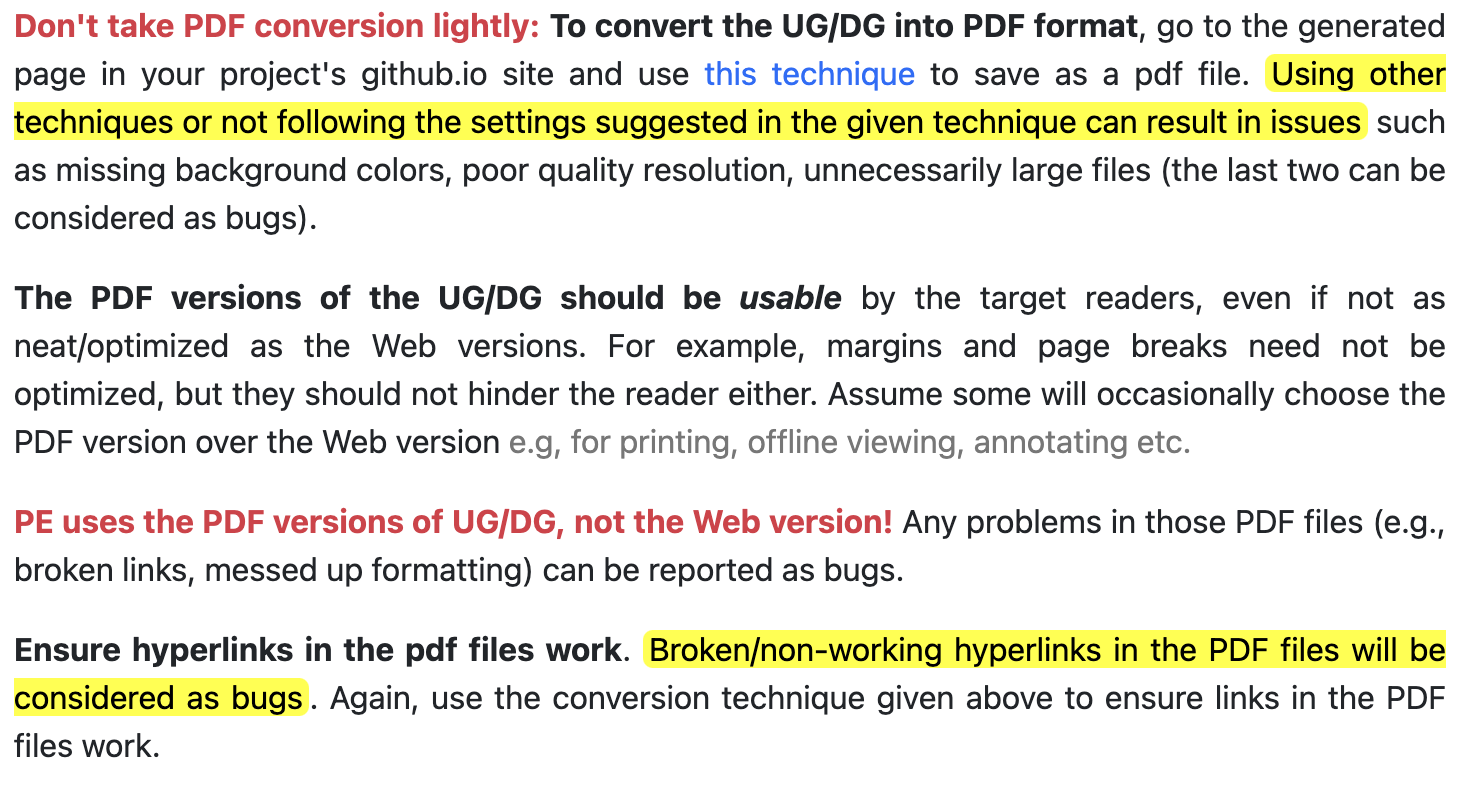 Don't take PDF conversion lightly: To convert the UG/DG into PDF format, go to the generated
page in your project's github.io site and use this technique to save as a pdf file. Using other
techniques or not following the settings suggested in the given technique can result in issues such
as missing background colors, poor quality resolution, unnecessarily large files (the last two can be
considered as bugs).
The PDF versions of the UG/DG should be usable by the target readers, even if not as
neat/optimized as the Web versions. For example, margins and page breaks need not be
optimized, but they should not hinder the reader either. Assume some will occasionally choose the
PDF version over the Web version e.g, for printing, offline viewing, annotating etc.
PE uses the PDF versions of UG/DG, not the Web version! Any problems in those PDF files (e.g.,
broken links, messed up formatting) can be reported as bugs.
Ensure hyperlinks in the pdf files work. Broken/non-working hyperlinks in the PDF files will be
considered as bugs. Again, use the conversion technique given above to ensure links in the PDF
files work.